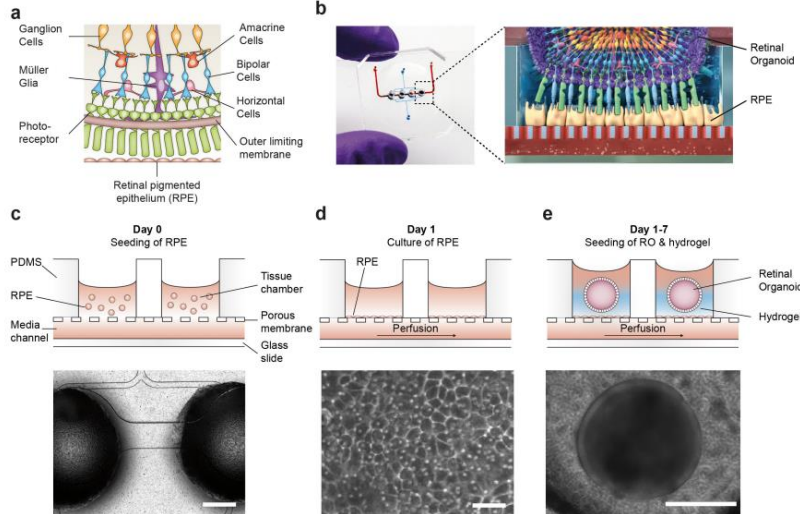 a
Ganglion
Cells
Müller
Glia
Photo-
receptor
Amacrine
Cells
Bipolar
Cells
Horizontal
Cells
Outer limiting
membrane
Retinal pigmented
epithelium (RPE)
b
Retinal
Organoid
RPE
c
Day 0
Seeding of RPE
PDMS
RPE
Media
channel
Tissue
chamber
Porous
membrane
Glass
slide
d
Day 1
Culture of RPE
RPE
Perfusion
e
Day 1-7
Seeding of RO & hydrogel
Retinal
Organoid
Hydrogel
Perfusion